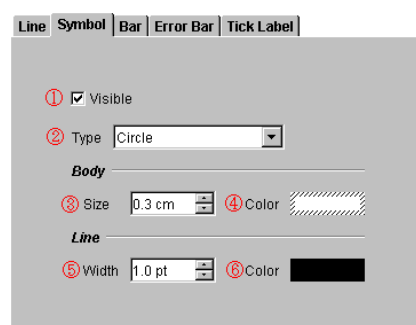 Line Symbol Bar Error Bar Tick Label
① Visible
② Type Circle
Body
③ Size 0.3 cm ④ Color
Line
⑤ Width 1.0 pt ⑥ Color